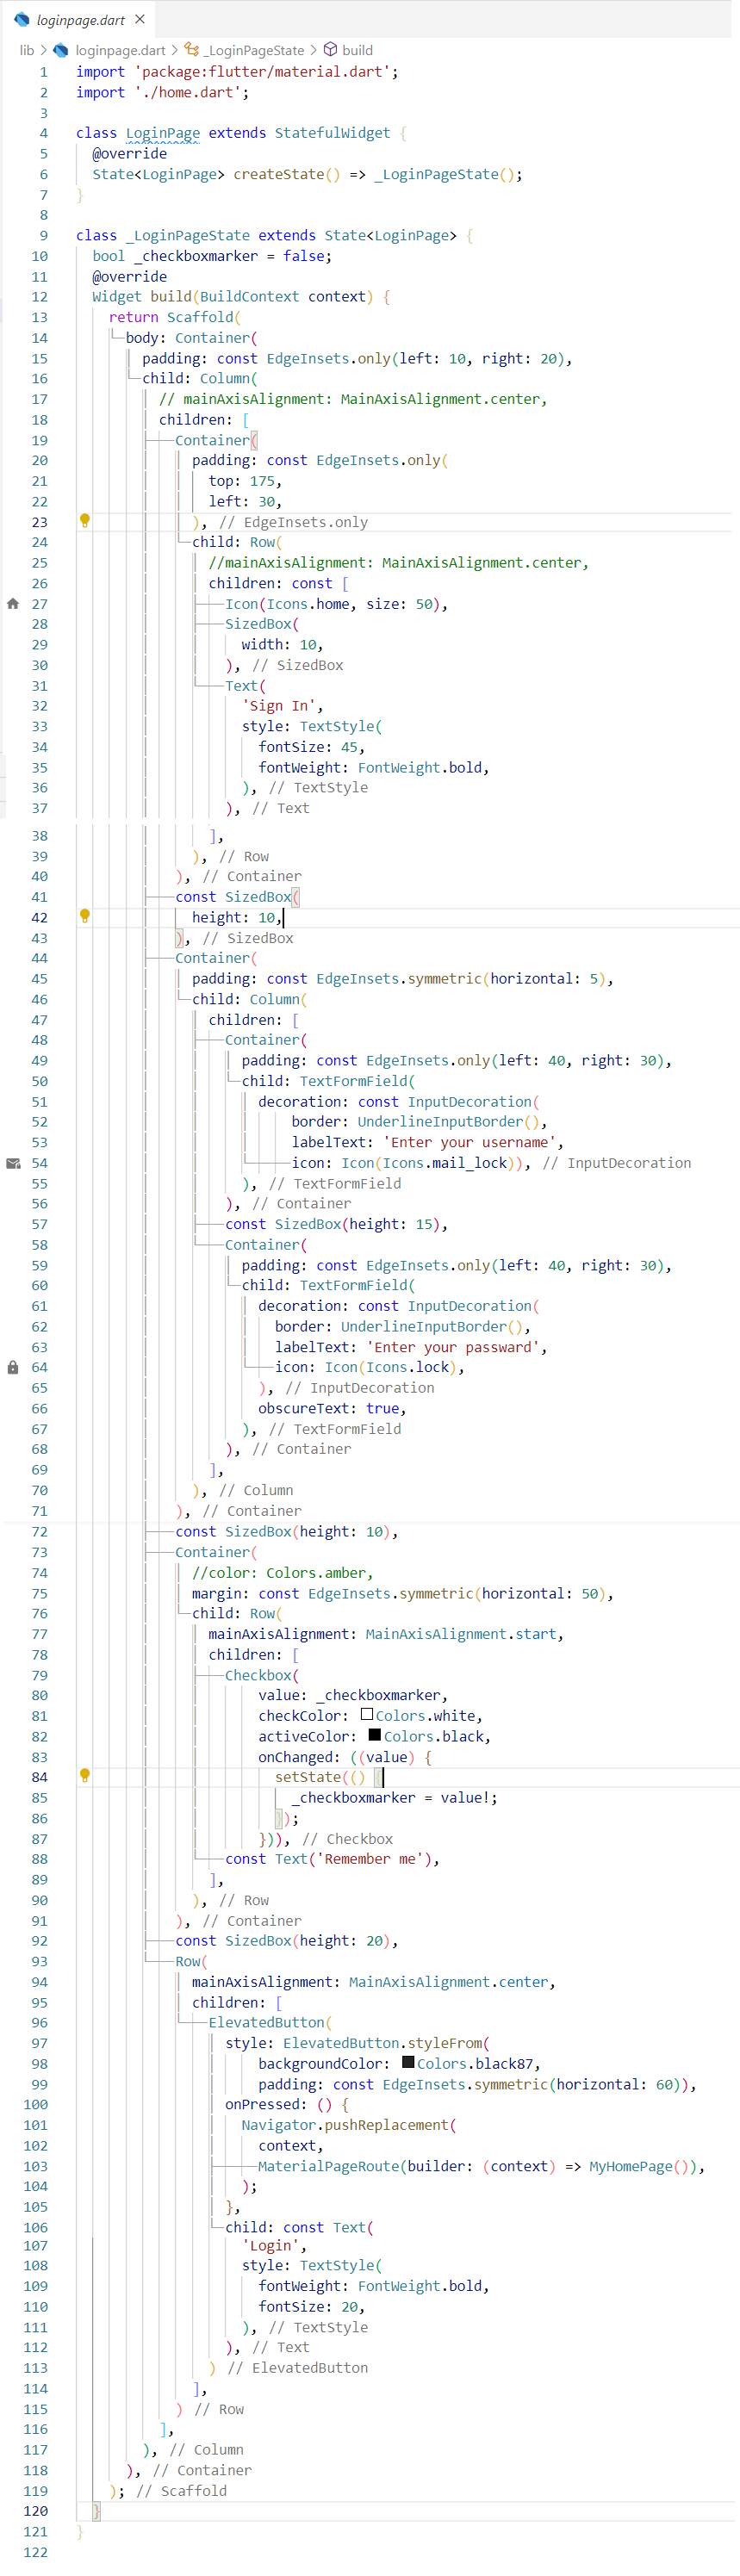 loginpage.dart ×
lib > loginpage.dart > _LoginPageState > build
1 import 'package:flutter/material.dart';
2 import './home.dart';
3
4 class LoginPage extends StatefulWidget {
5 @override
6 State<LoginPage> createState() => _LoginPageState();
7 }
8
9 class _LoginPageState extends State<LoginPage> {
10 bool _checkboxmarker = false;
11 @override
12 Widget build(BuildContext context) {
13 return Scaffold(
14 body: Container(
15 padding: const EdgeInsets.only(left: 10, right: 20),
16 child: Column(
17 // mainAxisAlignment: MainAxisAlignment.center,
18 children: [
19 Container(
20 padding: const EdgeInsets.only(
21 top: 175,
22 left: 30,
23 ), // EdgeInsets.only
24 child: Row(
25 //mainAxisAlignment: MainAxisAlignment.center,
26 children: const [
27 Icon(Icons.home, size: 50),
28 SizedBox(
29 width: 10,
30 ), // SizedBox
31 Text(
32 'Sign In',
33 style: TextStyle(
34 fontSize: 45,
35 fontWeight: FontWeight.bold,
36 ), // TextStyle
37 ), // Text
38 ],
39 ), // Row
40 ), // Container
41 const SizedBox(
42 height: 10,
43 ), // SizedBox
44 Container(
45 padding: const EdgeInsets.symmetric(horizontal: 5),
46 child: Column(
47 children: [
48 Container(
49 padding: const EdgeInsets.only(left: 40, right: 30),
50 child: TextFormField(
51 decoration: const InputDecoration(
52 border: UnderlineInputBorder(),
53 labelText: 'Enter your username',
54 icon: Icon(Icons.mail_lock)), // InputDecoration
55 ), // TextFormField
56 ), // Container
57 const SizedBox(height: 15),
58 Container(
59 padding: const EdgeInsets.only(left: 40, right: 30),
60 child: TextFormField(
61 decoration: const InputDecoration(
62 border: UnderlineInputBorder(),
63 labelText: 'Enter your passward',
64 icon: Icon(Icons.lock),
65 ), // InputDecoration
66 obscureText: true,
67 ), // TextFormField
68 ), // Container
69 ],
70 ), // Column
71 ), // Container
72 const SizedBox(height: 10),
73 Container(
74 //color: Colors.amber,
75 margin: const EdgeInsets.symmetric(horizontal: 50),
76 child: Row(
77 mainAxisAlignment: MainAxisAlignment.start,
78 children: [
79 Checkbox(
80 value: _checkboxmarker,
81 checkColor: Colors.white,
82 activeColor: Colors.black,
83 onChanged: ((value) {
84 setState(() {
85 _checkboxmarker = value!;
86 });
87 })), // Checkbox
88 const Text('Remember me'),
89 ],
90 ), // Row
91 ), // Container
92 const SizedBox(height: 20),
93 Row(
94 mainAxisAlignment: MainAxisAlignment.center,
95 children: [
96 ElevatedButton(
97 style: ElevatedButton.styleFrom(
98 backgroundColor: Colors.black87,
99 padding: const EdgeInsets.symmetric(horizontal: 60)),
100 onPressed: () {
101 Navigator.pushReplacement(
102 context,
103 MaterialPageRoute(builder: (context) => MyHomePage()),
104 );
105 },
106 child: const Text(
107 'Login',
108 style: TextStyle(
109 fontWeight: FontWeight.bold,
110 fontSize: 20,
111 ), // TextStyle
112 ), // Text
113 ) // ElevatedButton
114 ],
115 ) // Row
116 ],
117 ), // Column
118 ), // Container
119 ); // Scaffold
120 }
121 }
122